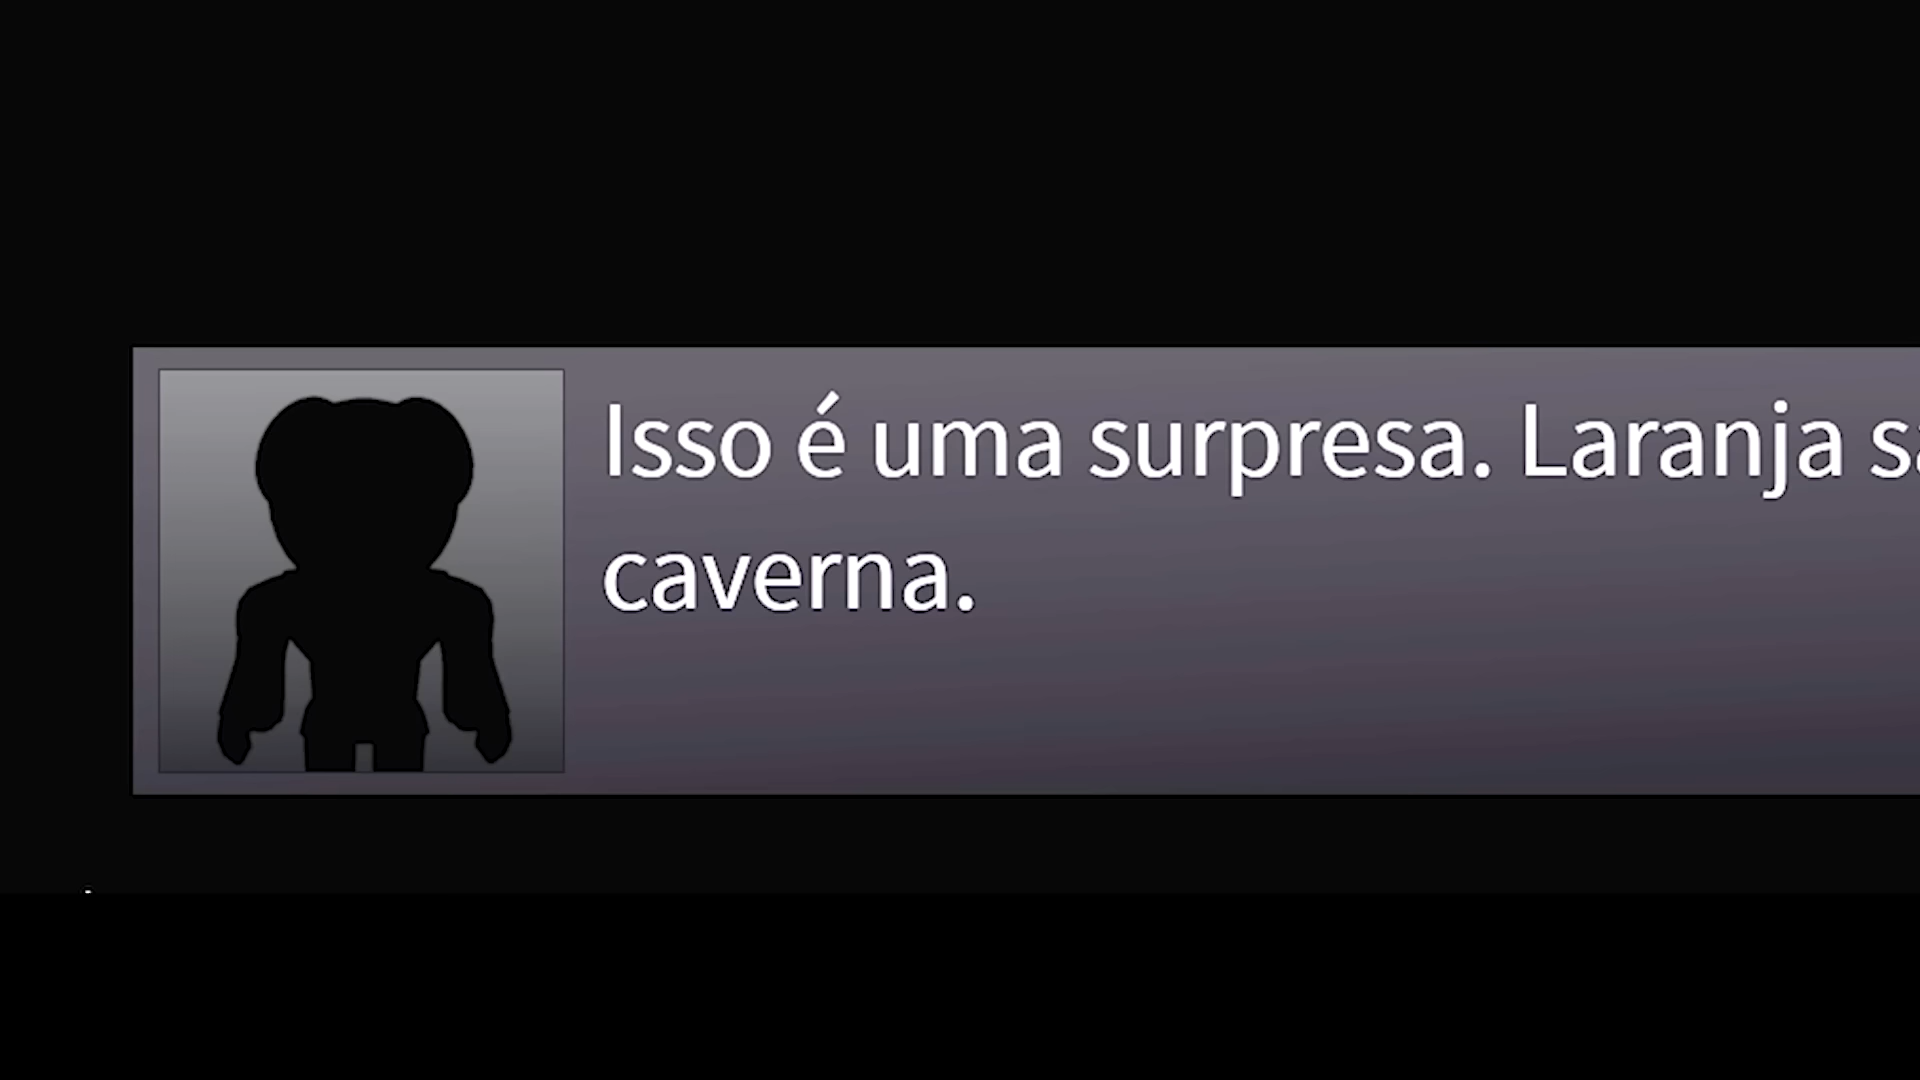 Isso é uma surpresa. Laranja
caverna.